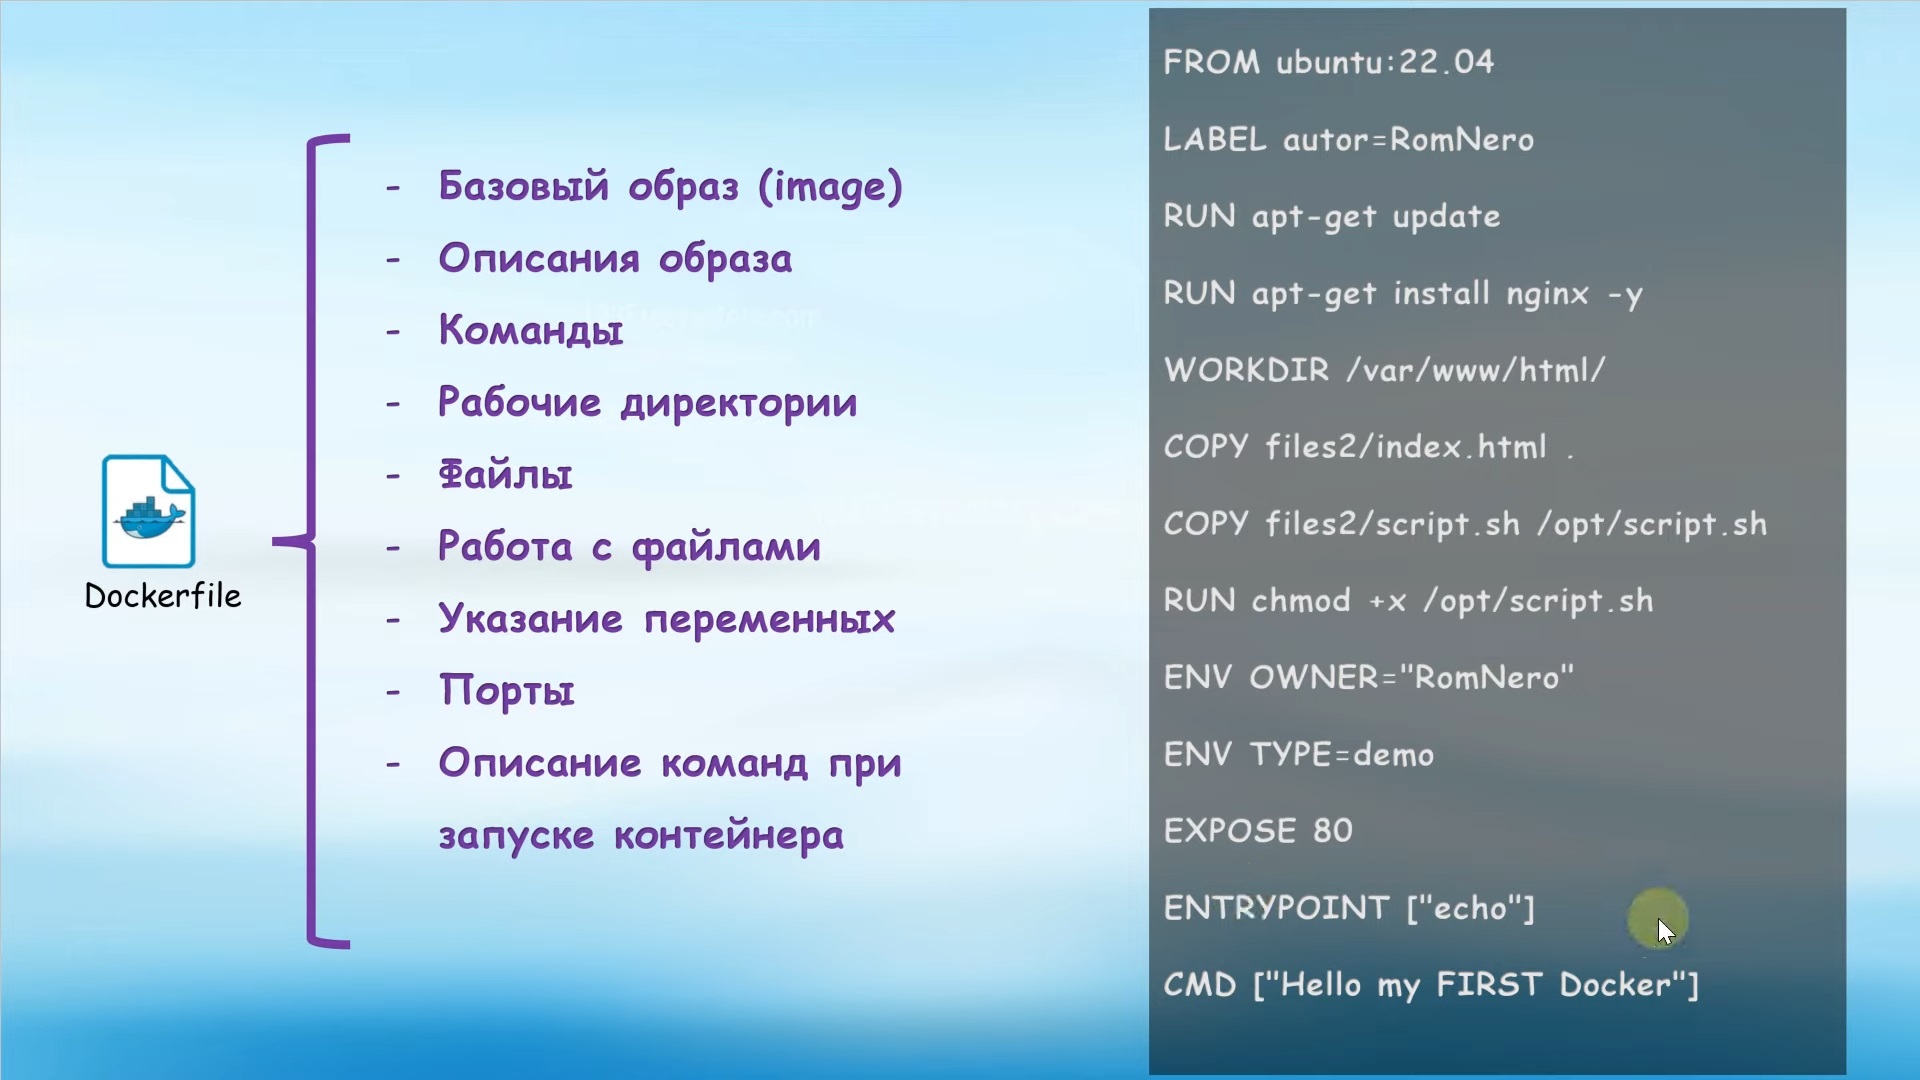 Dockerfile
- Базовый образ (image)
- Описания образа
- Команды
- Рабочие директории
- Файлы
- Работа с файлами
- Указание переменных
- Порты
- Описание команд при
запуске контейнера
FROM ubuntu:22.04
LABEL autor=RomNero
RUN apt-get update
RUN apt-get install nginx -y
WORKDIR /var/www/html/
COPY files2/index.html .
COPY files2/script.sh /opt/script.sh
RUN chmod +x /opt/script.sh
ENV OWNER="RomNero"
ENV TYPE=demo
EXPOSE 80
ENTRYPOINT ["echo"]
CMD ["Hello my FIRST Docker"]